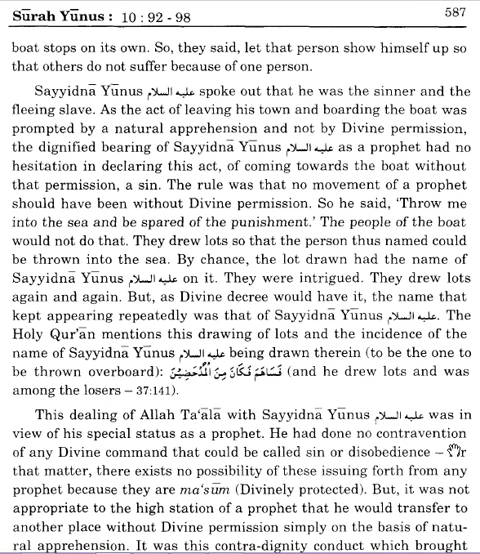 Sūrah Yūnus : 10 : 92 - 98
587
boat stops on its own. So, they said, let that person show himself up so
that others do not suffer because of one person.
Sayyidnā Yūnus عليه السلام spoke out that he was the sinner and the
fleeing slave. As the act of leaving his town and boarding the boat was
prompted by a natural apprehension and not by Divine permission,
the dignified bearing of Sayyidnā Yūnus عليه السلام as a prophet had no
hesitation in declaring this act, of coming towards the boat without
that permission, a sin. The rule was that no movement of a prophet
should have been without Divine permission. So he said, ‘Throw me
into the sea and be spared of the punishment.’ The people of the boat
would not do that. They drew lots so that the person thus named could
be thrown into the sea. By chance, the lot drawn had the name of
Sayyidnā Yūnus عليه السلام on it. They were intrigued. They drew lots
again and again. But, as Divine decree would have it, the name that
kept appearing repeatedly was that of Sayyidnā Yūnus عليه السلام. The
Holy Qur’ān mentions this drawing of lots and the incidence of the
name of Sayyidnā Yūnus عليه السلام being drawn therein (to be the one to
be thrown overboard): فَسَاهَمَ فَكَانَ مِنَ الْمُدْحَضِيْنَ (and he drew lots and was
among the losers – 37:141).
This dealing of Allah Ta‘ālā with Sayyidnā Yūnus عليه السلام was in
view of his special status as a prophet. He had done no contravention
of any Divine command that could be called sin or disobedience –
that matter, there exists no possibility of these issuing forth from any
prophet because they are ma‘sūm (Divinely protected). But, it was not
appropriate to the high station of a prophet that he would transfer to
another place without Divine permission simply on the basis of natu-
ral apprehension. It was this contra-dignity conduct which brought